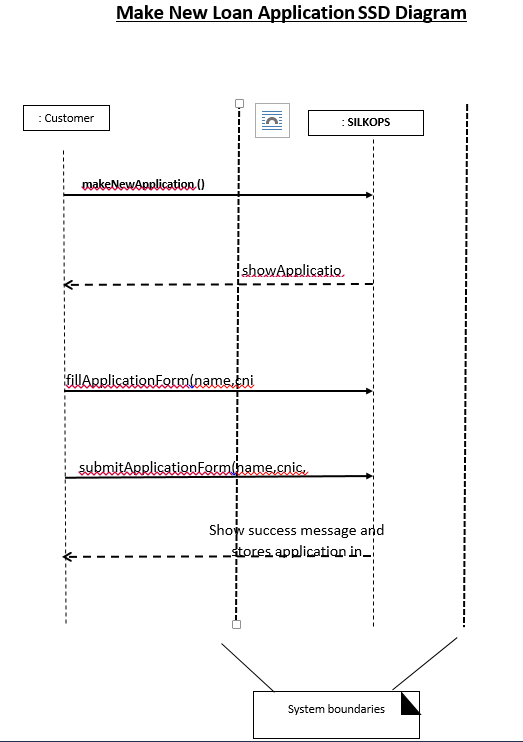 Make New Loan Application SSD Diagram
: Customer
: SILKOPS
makeNewApplication ()
showApplicatio
fillApplicationForm(name,cni
submitApplicationForm(name,cnic,
Show success message and
stores application in
System boundaries